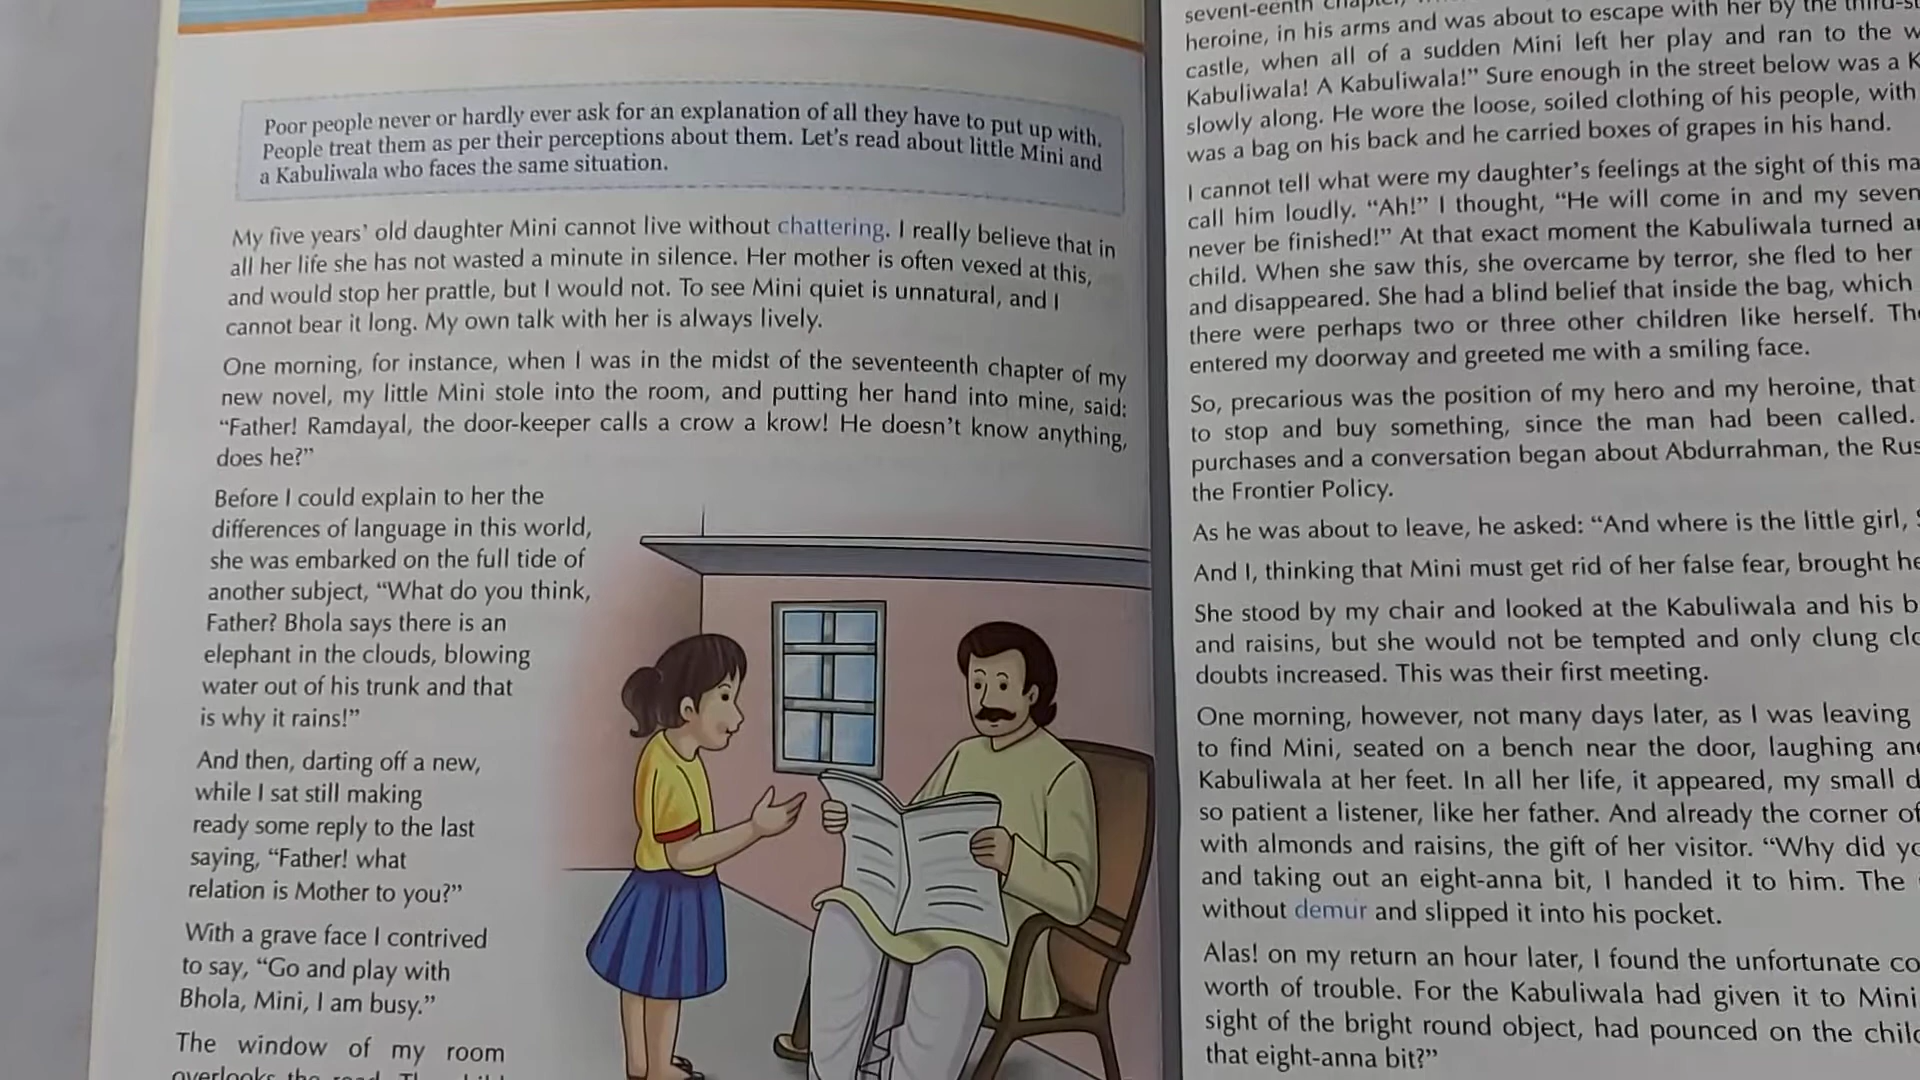 Poor people never or hardly ever ask for an explanation of all they have to put up with.
People treat them as per their perceptions about them. Let's read about little Mini and
a Kabuliwala who faces the same situation.
My five years' old daughter Mini cannot live without chattering. I really believe that in
all her life she has not wasted a minute in silence. Her mother is often vexed at this,
and would stop her prattle, but I would not. To see Mini quiet is unnatural, and I
cannot bear it long. My own talk with her is always lively.
One morning, for instance, when I was in the midst of the seventeenth chapter of my
new novel, my little Mini stole into the room, and putting her hand into mine, said:
“Father! Ramdayal, the door-keeper calls a crow a krow! He doesn't know anything,
does he?”
Before I could explain to her the
differences of language in this world,
she was embarked on the full tide of
another subject, “What do you think,
Father? Bhola says there is an
elephant in the clouds, blowing
water out of his trunk and that
is why it rains!”
And then, darting off a new,
while I sat still making
ready some reply to the last
saying, “Father! what
relation is Mother to you?”
With a grave face I contrived
to say, “Go and play with
Bhola, Mini, I am busy.”
The window of my room
overlooks the road.
sevent-eenth chapter,
heroine, in his arms and was about to escape with her by the
castle, when all of a sudden Mini left her play and ran to the
Kabuliwala! A Kabuliwala!” Sure enough in the street below was a
slowly along. He wore the loose, soiled clothing of his people, with
was a bag on his back and he carried boxes of grapes in his hand.
I cannot tell what were my daughter's feelings at the sight of this
call him loudly. “Ah!” I thought, “He will come in and my
never be finished!” At that exact moment the Kabuliwala turned
child. When she saw this, she overcame by terror, she fled to her
and disappeared. She had a blind belief that inside the bag, which
there were perhaps two or three other children like herself.
entered my doorway and greeted me with a smiling face.
So, precarious was the position of my hero and my heroine, that
to stop and buy something, since the man had been called.
purchases and a conversation began about Abdurrahman, the
the Frontier Policy.
As he was about to leave, he asked: “And where is the little girl,
And I, thinking that Mini must get rid of her false fear, brought
She stood by my chair and looked at the Kabuliwala and his
and raisins, but she would not be tempted and only clung
doubts increased. This was their first meeting.
One morning, however, not many days later, as I was leaving
to find Mini, seated on a bench near the door, laughing
Kabuliwala at her feet. In all her life, it appeared, my small
so patient a listener, like her father. And already the corner
with almonds and raisins, the gift of her visitor. “Why did
and taking out an eight-anna bit, I handed it to him. The
without demur and slipped it into his pocket.
Alas! on my return an hour later, I found the unfortunate
worth of trouble. For the Kabuliwala had given it to Mini
sight of the bright round object, had pounced on the
that eight-anna bit?”